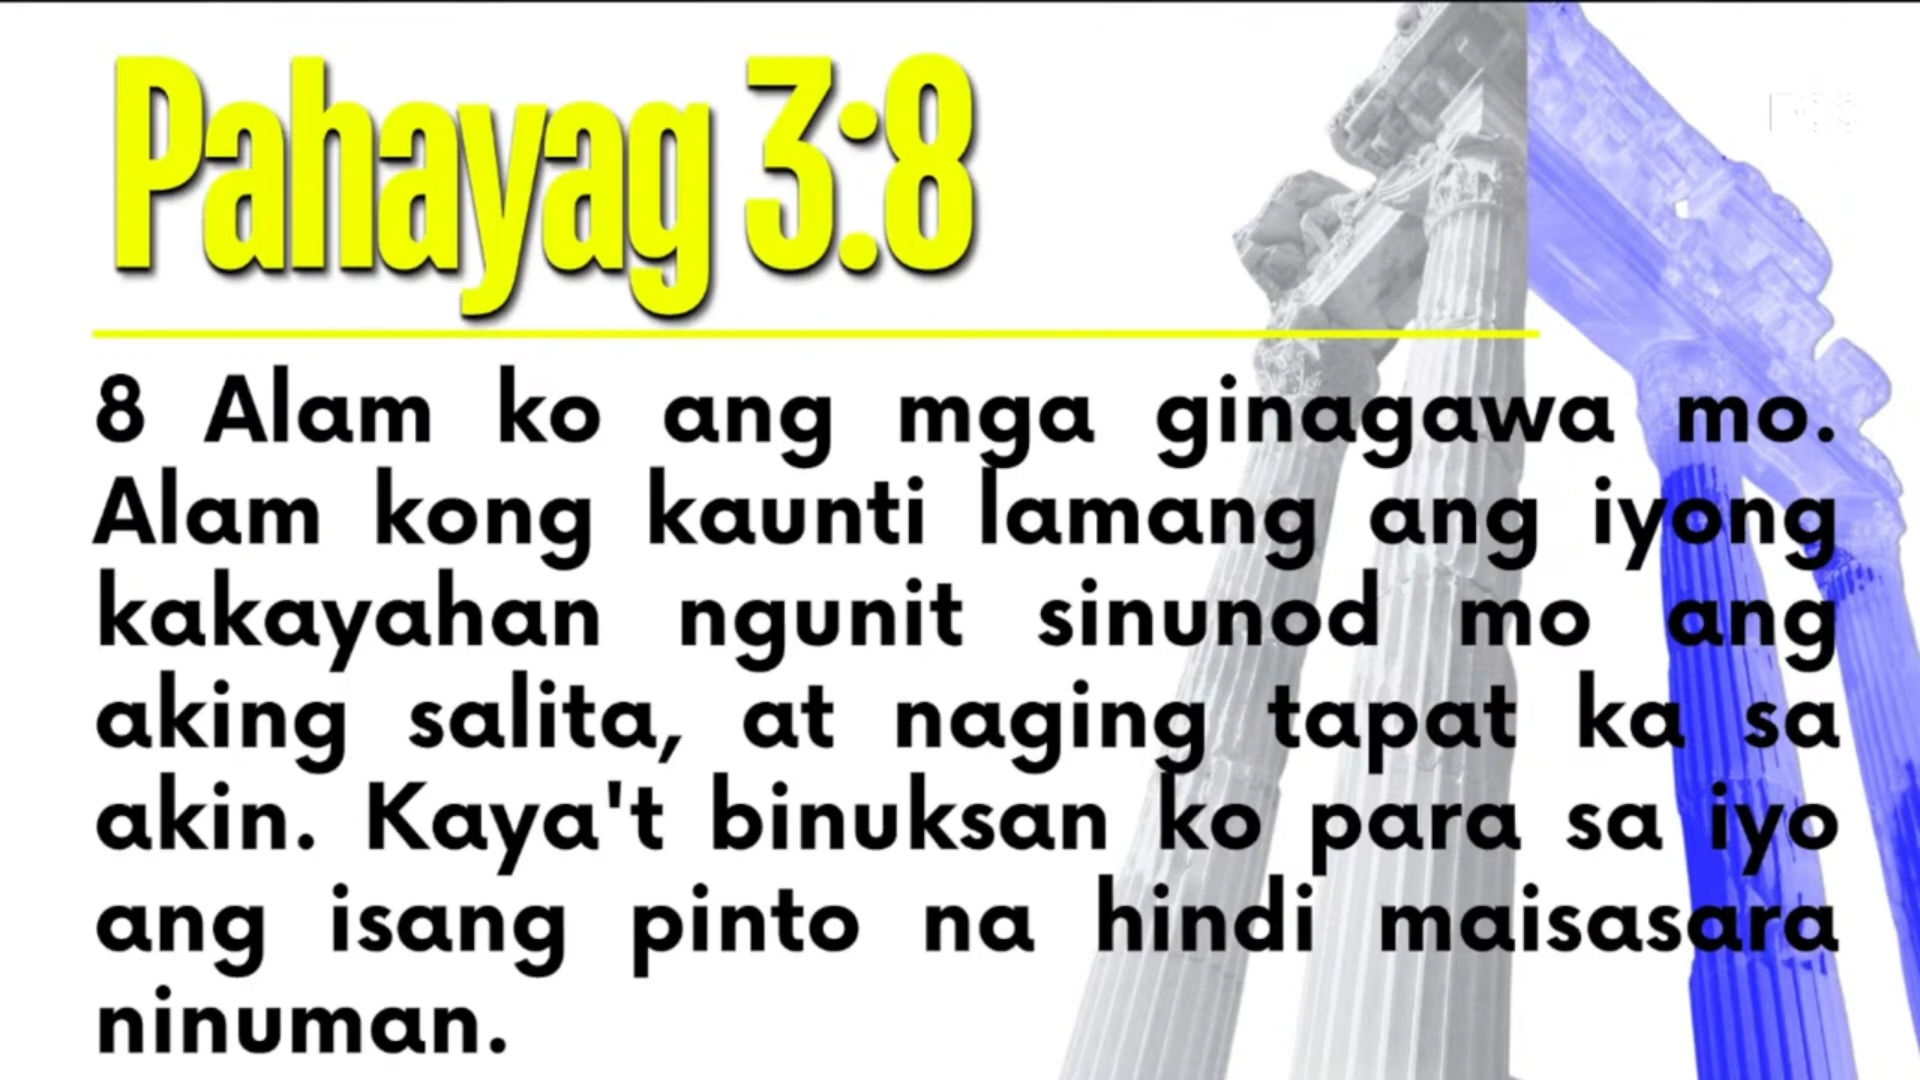 Pahayag 3:8
8 Alam ko ang mga ginagawa mo.
Alam kong kaunti lamang ang iyong
kakayahan ngunit sinunod mo ang
aking salita, at naging tapat ka sa
akin. Kaya't binuksan ko para sa iyo
ang isang pinto na hindi maisasara
ninuman.